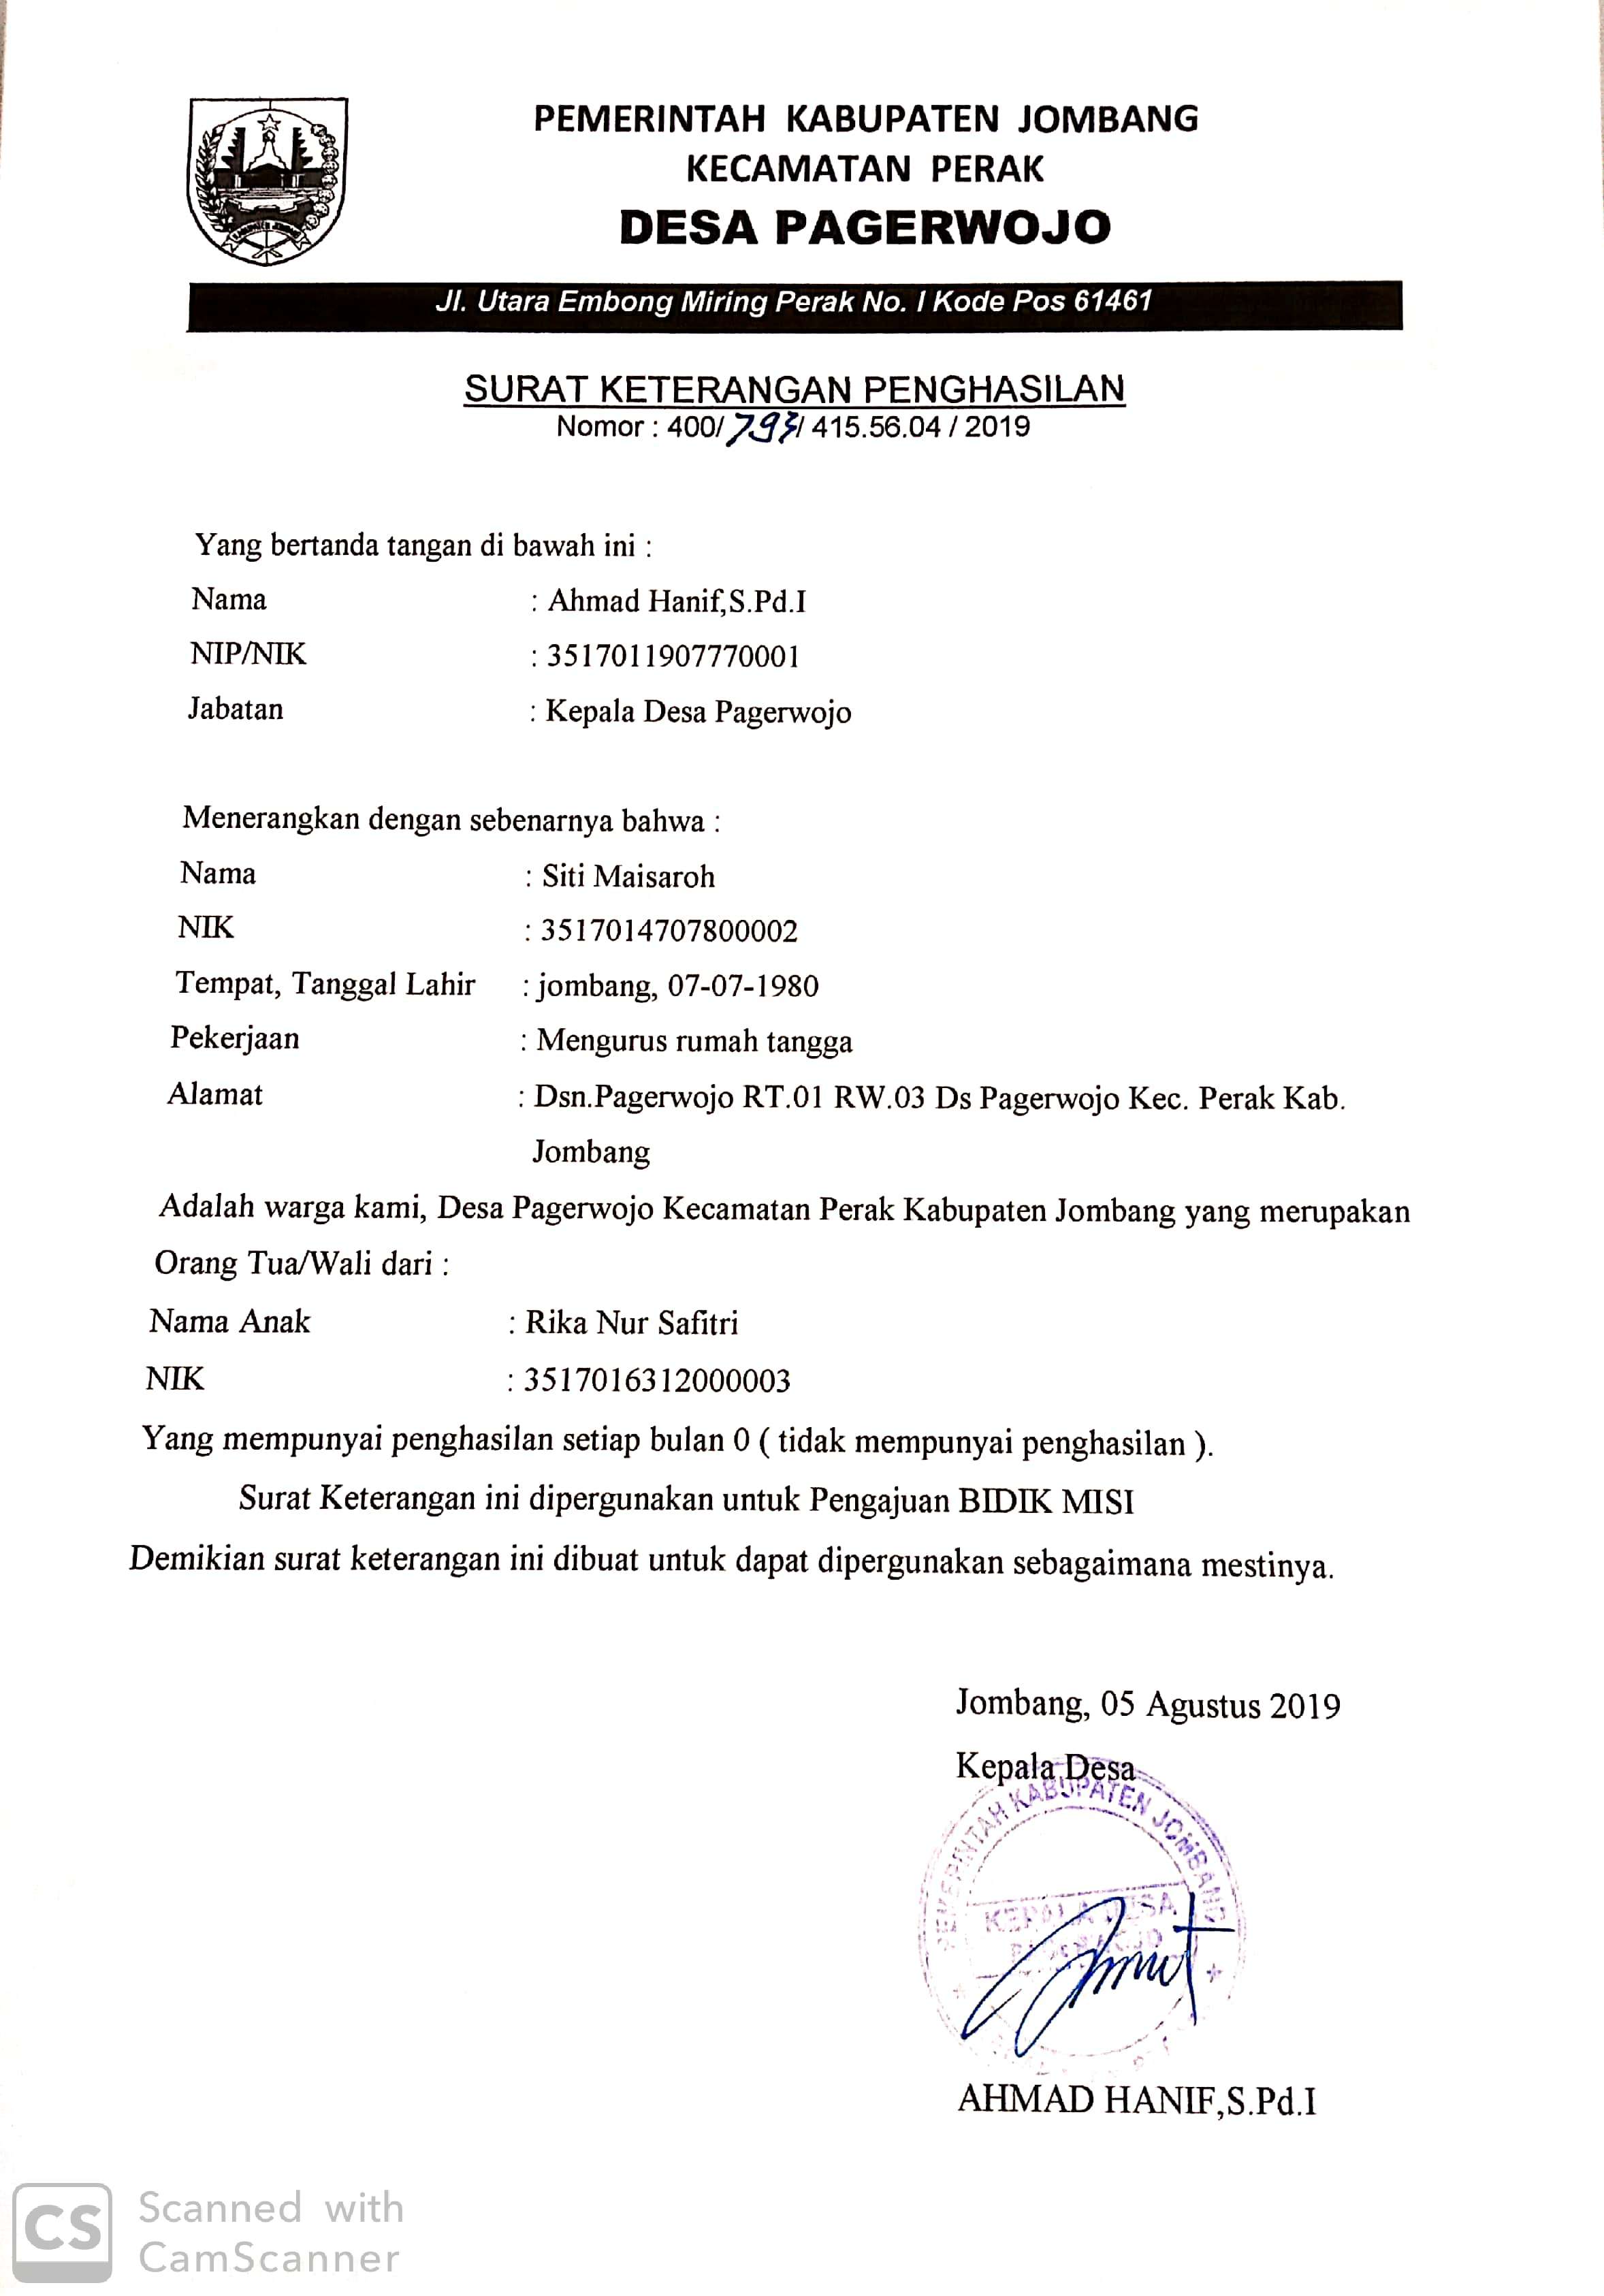 PEMERINTAH KABUPATEN JOMBANG
KECAMATAN PERAK
DESA PAGERWOJO
Jl. Utara Embong Miring Perak No. I Kode Pos 61461
SURAT KETERANGAN PENGHASILAN
Nomor : 400/793/ 415.56.04 / 2019
Yang bertanda tangan di bawah ini :
Nama : Ahmad Hanif,S.Pd.I
NIP/NIK : 3517011907770001
Jabatan : Kepala Desa Pagerwojo
Menerangkan dengan sebenarnya bahwa :
Nama : Siti Maisaroh
NIK : 3517014707800002
Tempat, Tanggal Lahir : jombang, 07-07-1980
Pekerjaan : Mengurus rumah tangga
Alamat : Dsn.Pagerwojo RT.01 RW.03 Ds Pagerwojo Kec. Perak Kab.
Jombang
Adalah warga kami, Desa Pagerwojo Kecamatan Perak Kabupaten Jombang yang merupakan
Orang Tua/Wali dari :
Nama Anak : Rika Nur Safitri
NIK : 3517016312000003
Yang mempunyai penghasilan setiap bulan 0 ( tidak mempunyai penghasilan ).
Surat Keterangan ini dipergunakan untuk Pengajuan BIDIK MISI
Demikian surat keterangan ini dibuat untuk dapat dipergunakan sebagaimana mestinya.
Jombang, 05 Agustus 2019
Kepala Desa
PEMERINTAH KABUPATEN JOMBANG
KEPALA DESA
PAGERWOJO
AHMAD HANIF,S.Pd.I
CS
Scanned with
CamScanner